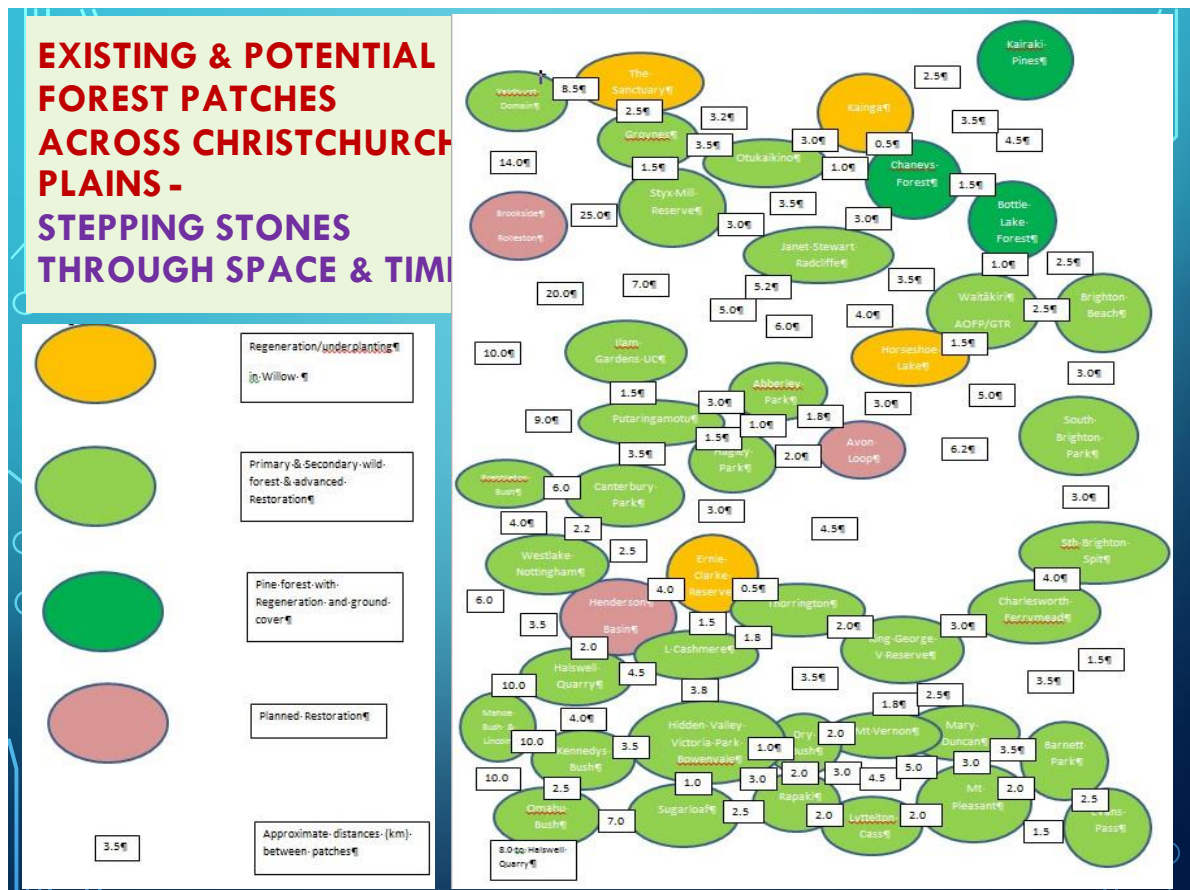 EXISTING & POTENTIAL
FOREST PATCHES
ACROSS CHRISTCHURCH
PLAINS -
STEPPING STONES
THROUGH SPACE & TIM
Regeneration/underplanting¶
in·Willow·¶
Primary·&·Secondary·wild·
forest·&·advanced·
Restoration¶
Pine·forest·with·
Regeneration·and·ground·
cover¶
Planned·Restoration¶
3.5¶
Approximate·distances·(km)·
between·patches¶
Kairaki·
Pines¶
2.5¶
The·
Sanctuary¶
8.5¶
Domain¶
Kainga¶
2.5¶
3.2¶
3.5¶
4.5¶
Groynes¶
3.5¶
3.0¶
0.5¶
Otukaikino¶
14.0¶
1.5¶
1.0¶
Chaneys·
Forest¶
1.5¶
Styx·Mill·
Reserve¶
Bottle·
Lake·
Forest¶
Brookside¶
Rolleston¶
25.0¶
3.0¶
3.5¶
3.0¶
Janet·Stewart·
Radcliffe¶
1.0¶
2.5¶
20.0¶
7.0¶
5.2¶
3.5¶
Waitākiri¶
AOFP/GTR
2.5¶
Brighton·
Beach¶
5.0¶
6.0¶
4.0¶
10.0¶
Ilam·
Gardens·UC¶
Horseshoe·
Lake¶
1.5¶
3.0¶
1.5¶
Abberley·
Park¶
3.0¶
3.0¶
5.0¶
9.0¶
Putaringamotu¶
1.0¶
1.8¶
South·
Brighton·
Park¶
1.5¶
3.5¶
Hagley·
Park¶
2.0¶
Avon·
Loop¶
6.2¶
Bush¶
6.0
Canterbury·
Park¶
3.0¶
3.0¶
4.0¶
2.2
4.5¶
2.5
Westlake·
Nottingham¶
Ernie·
Clarke·
Reserve
Sth·Brighton·
Spit¶
4.0¶
6.0
4.0
0.5¶
Thorrington¶
Charlesworth·
Ferrymead¶
Henderson
Basin¶
3.5
1.5
1.8
2.0¶
3.0¶
2.0
L·Cashmere¶
King·George·
V·Reserve¶
1.5¶
Halswell·
Quarry¶
4.5
3.5¶
3.5¶
10.0
3.8
1.8¶
2.5¶
Mahoe·
Bush·&·
Lincoln
4.0¶
Hidden·Valley·
Victoria·Park·
Bowenvale¶
Dry·
Bush¶
2.0
Mt·Vernon¶
Mary·
Duncan¶
10.0
3.5
1.0¶
3.5¶
Barnett·
Park¶
Kennedys·
Bush¶
10.0
1.0
3.0
2.0
3.0
4.5
5.0
3.0
2.5
Mt·
Pleasant¶
2.0
Omahu·
Bush¶
Sugarloaf¶
Rapaki¶
2.5
2.5
7.0
2.0
Lyttelton·
Cass¶
2.0
1.5
Evans·
Pass¶
8.0·to·Halswell·
Quarry¶